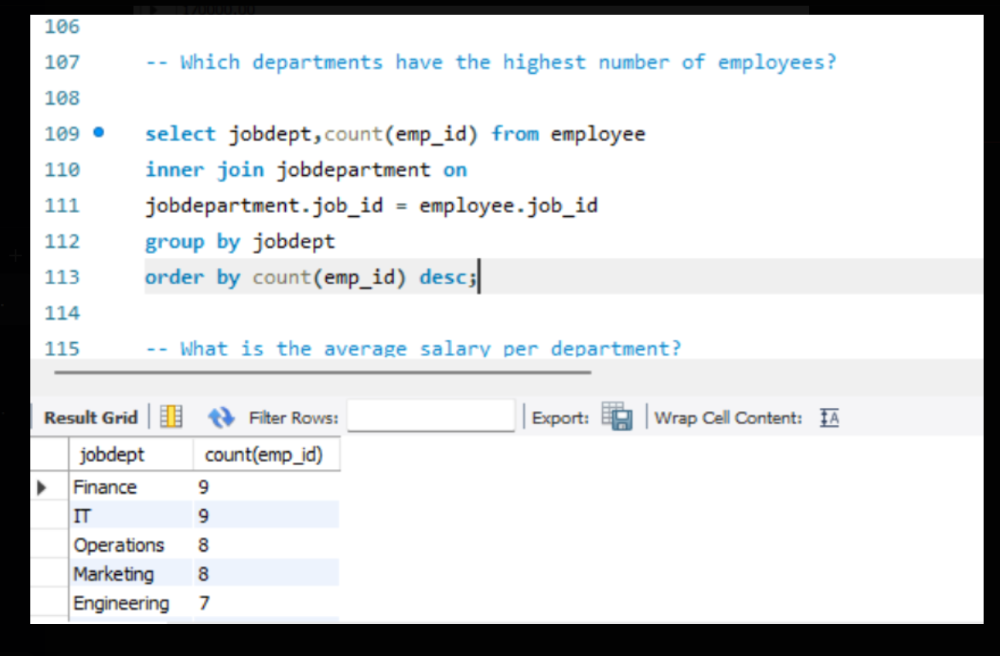 106
107 -- Which departments have the highest number of employees?
108
109 select jobdept,count(emp_id) from employee
110 inner join jobdepartment on
111 jobdepartment.job_id = employee.job_id
112 group by jobdept
113 order by count(emp_id) desc;
114
115 -- What is the average salary per department?
Result Grid Filter Rows: Export: Wrap Cell Content: IA
jobdept count(emp_id)
Finance 9
IT 9
Operations 8
Marketing 8
Engineering 7